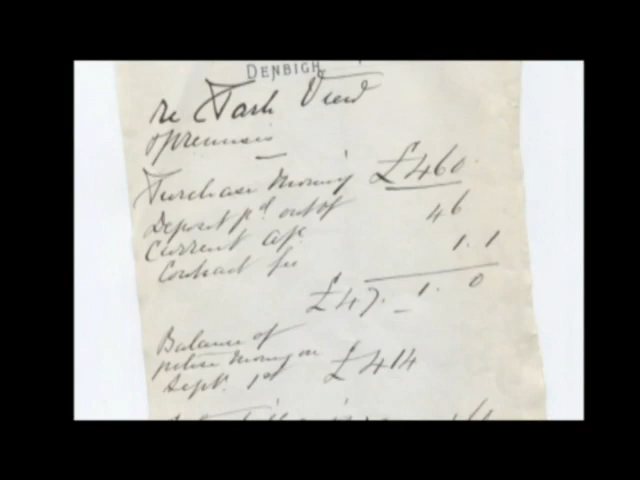 DENBIGH
re Park View
& premises
Purchase Money £460.
Deposit pd. out of 46
Current a/c
Contract fee 1. 1
£47. 1. 0
Balance of
Money on
Sept. 1st £414